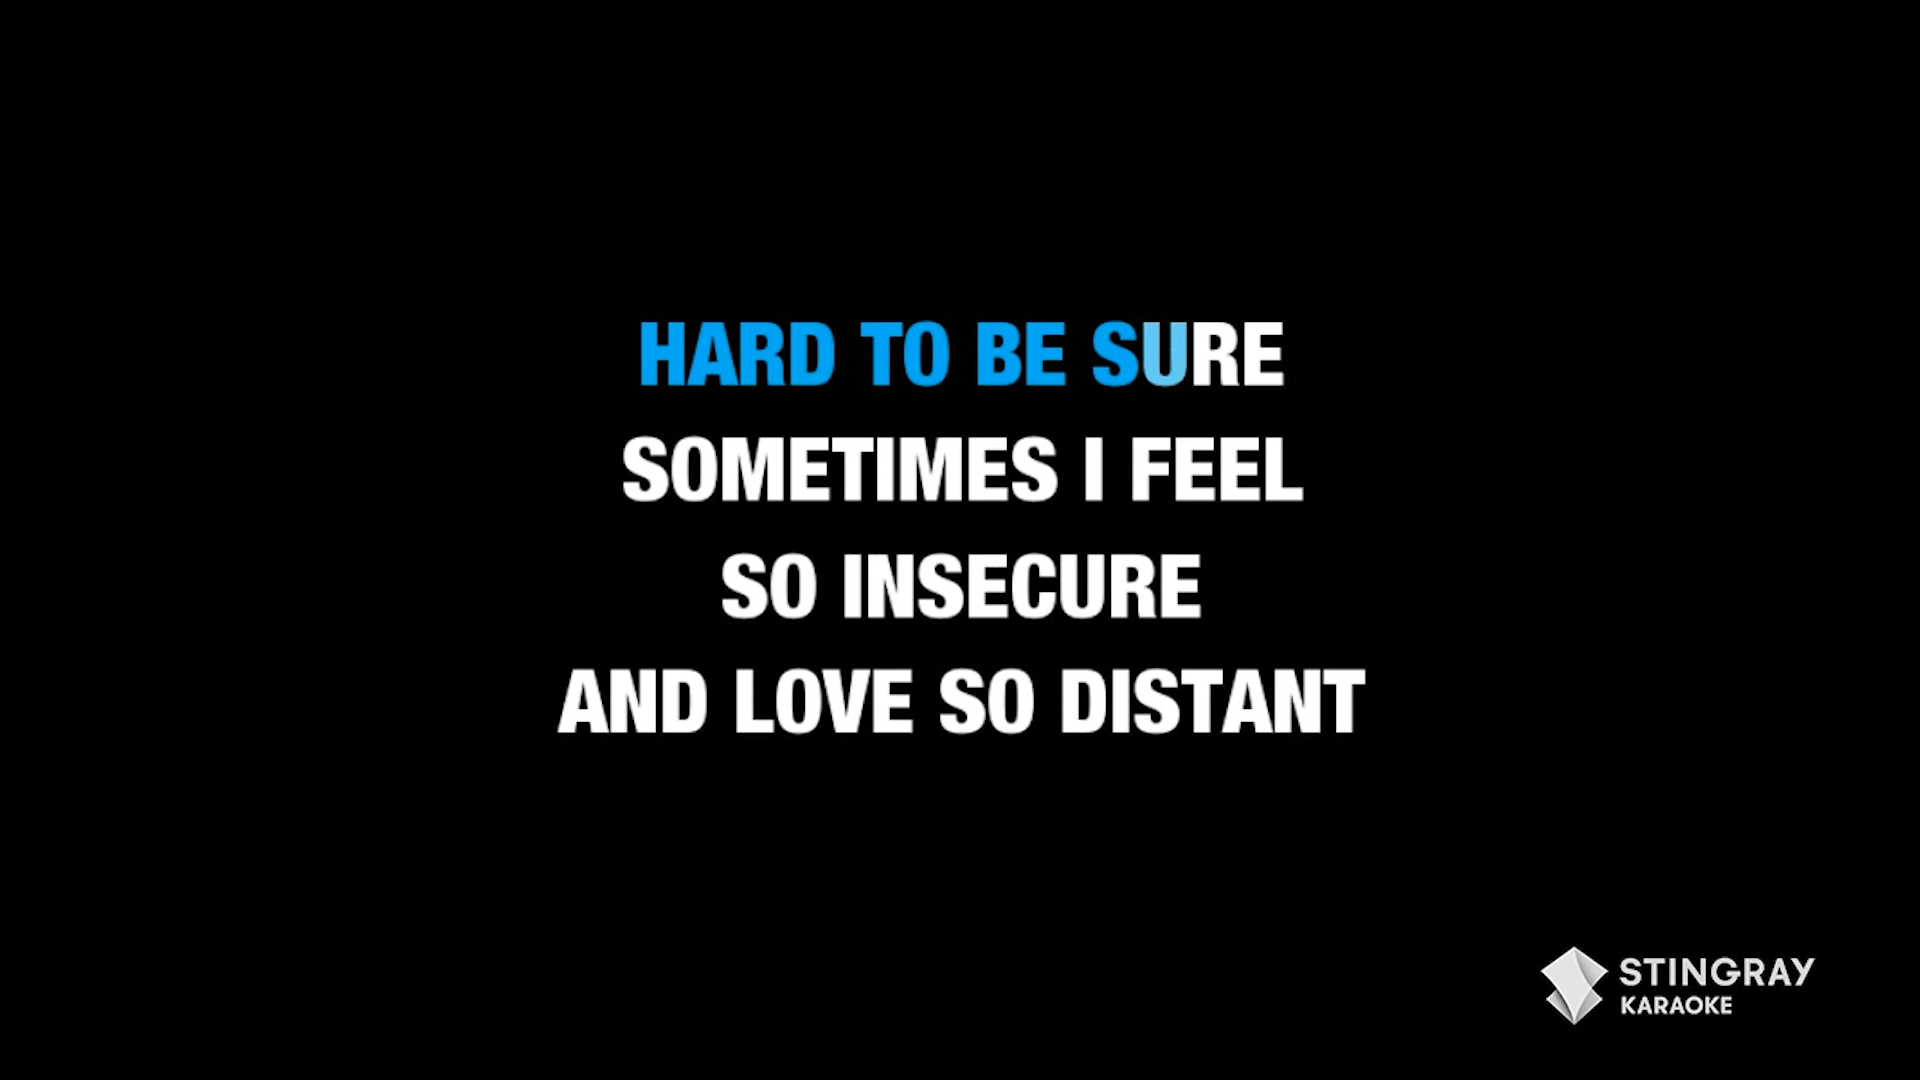 HARD TO BE SURE
SOMETIMES I FEEL
SO INSECURE
AND LOVE SO DISTANT
STINGRAY
KARAOKE